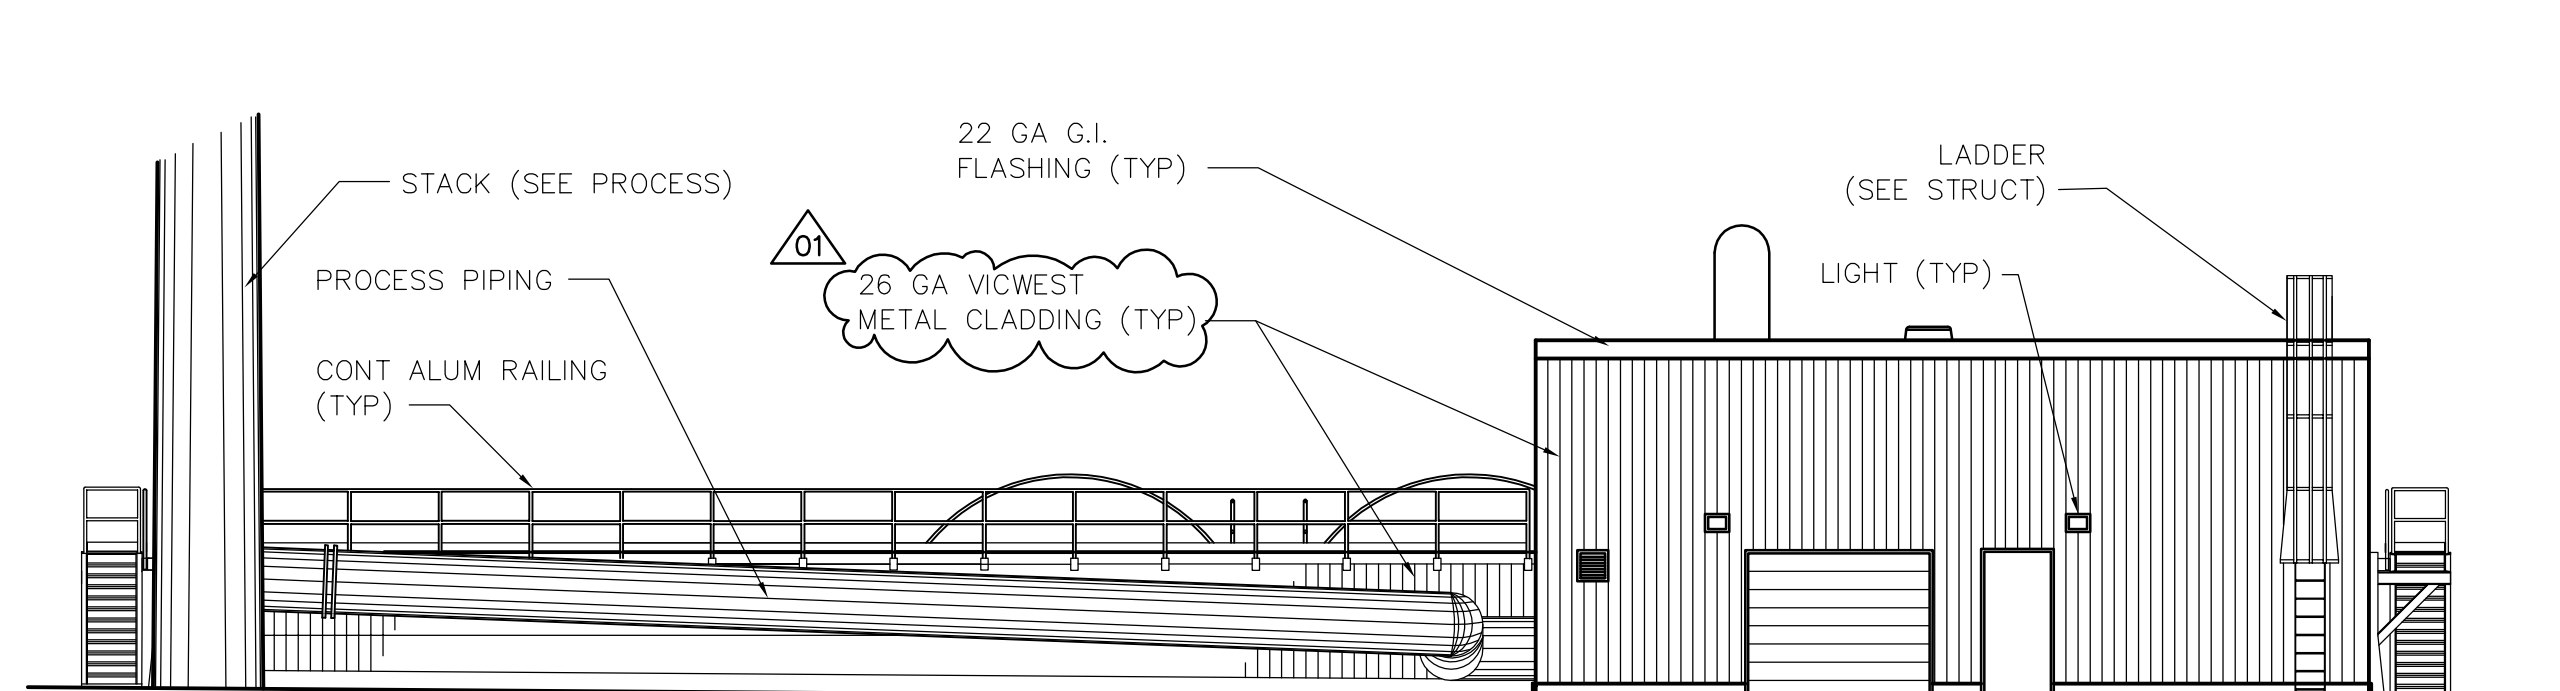 22 GA G.I.
FLASHING (TYP)
LADDER
(SEE STRUCT)
STACK (SEE PROCESS)
01
PROCESS PIPING
26 GA VICWEST
METAL CLADDING (TYP)
LIGHT (TYP)
CONT ALUM RAILING
(TYP)